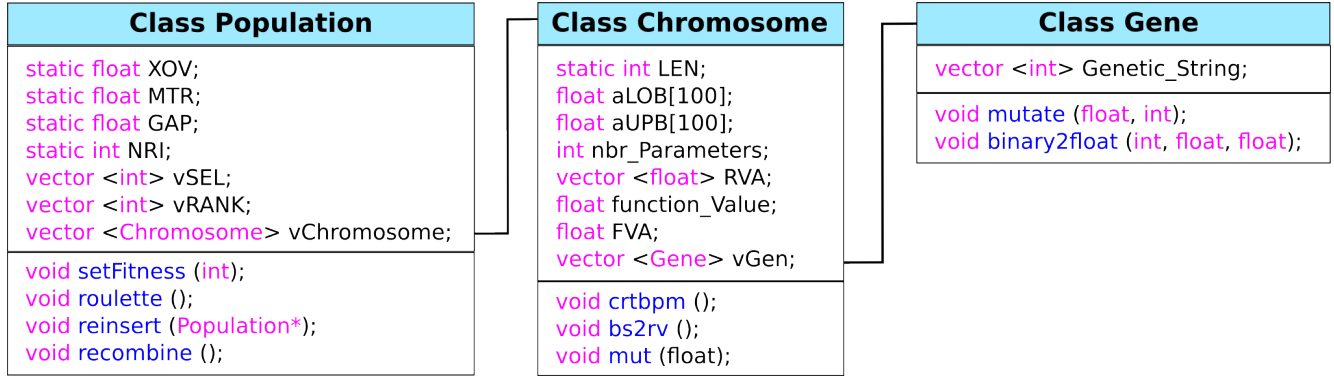 Class Population
static float XOV;
static float MTR;
static float GAP;
static int NRI;
vector <int> vSEL;
vector <int> vRANK;
vector <Chromosome> vChromosome;
void setFitness (int);
void roulette ();
void reinsert (Population*);
void recombine ();
Class Chromosome
static int LEN;
float aLOB[100];
float aUPB[100];
int nbr_Parameters;
vector <float> RVA;
float function_Value;
float FVA;
vector <Gene> vGen;
void crtbpm ();
void bs2rv ();
void mut (float);
Class Gene
vector <int> Genetic_String;
void mutate (float, int);
void binary2float (int, float, float);